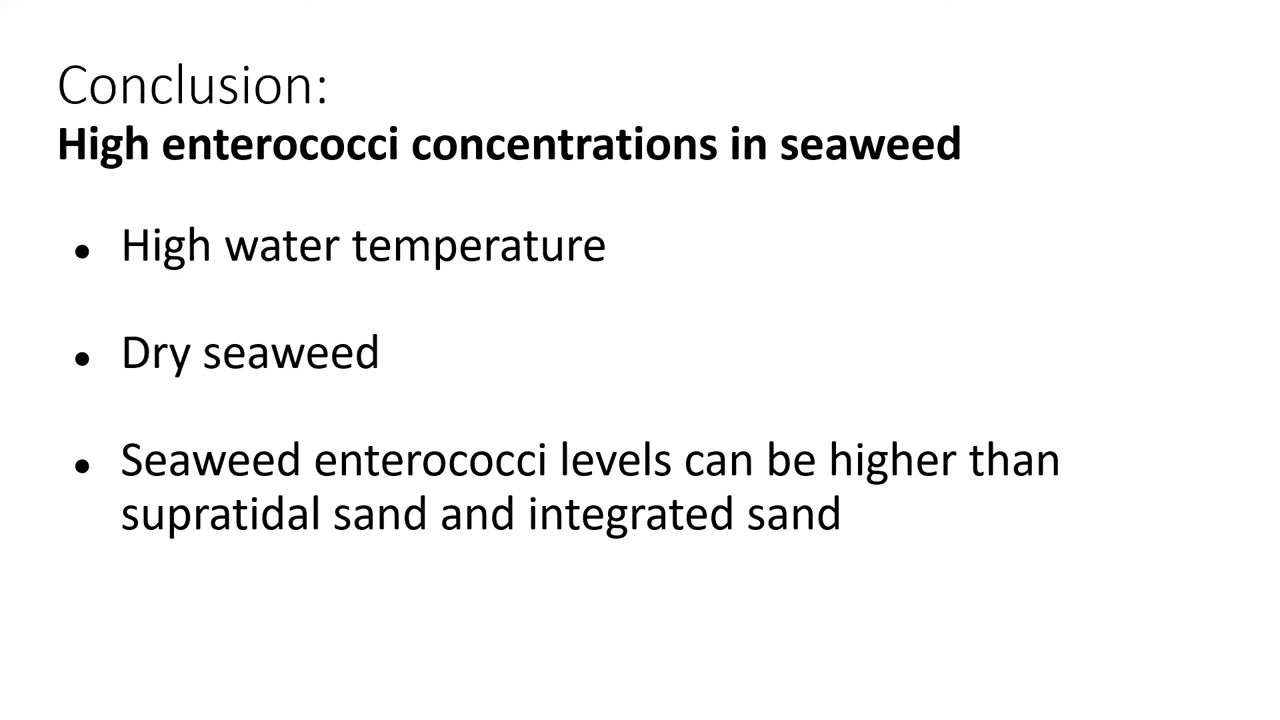 Conclusion:
High enterococci concentrations in seaweed
• High water temperature
• Dry seaweed
• Seaweed enterococci levels can be higher than
supratidal sand and integrated sand